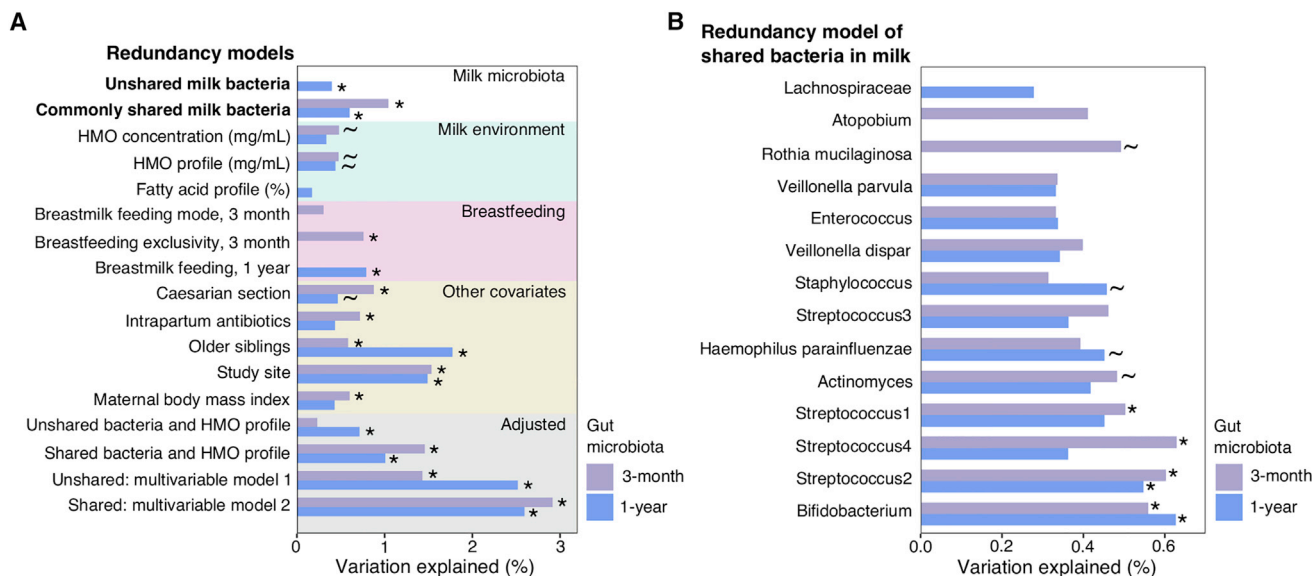 A
Redundancy models
Unshared milk bacteria
*
Milk microbiota
Commonly shared milk bacteria
*
*
HMO concentration (mg/mL)
~
Milk environment
HMO profile (mg/mL)
~
~
Fatty acid profile (%)
Breastmilk feeding mode, 3 month
Breastfeeding
Breastfeeding exclusivity, 3 month
*
Breastmilk feeding, 1 year
*
Caesarian section
*
~
Other covariates
Intrapartum antibiotics
*
Older siblings
*
*
Study site
*
*
Maternal body mass index
*
Unshared bacteria and HMO profile
*
Adjusted
Shared bacteria and HMO profile
*
*
Unshared: multivariable model 1
*
*
Shared: multivariable model 2
*
*
0 1 2 3
Variation explained (%)
Gut
microbiota
3-month
1-year
B
Redundancy model of
shared bacteria in milk
Lachnospiraceae
Atopobium
Rothia mucilaginosa
~
Veillonella parvula
Enterococcus
Veillonella dispar
Staphylococcus
~
Streptococcus3
Haemophilus parainfluenzae
~
Actinomyces
~
Streptococcus1
*
Streptococcus4
*
Streptococcus2
*
*
Bifidobacterium
*
*
0.0 0.2 0.4 0.6
Variation explained (%)
Gut
microbiota
3-month
1-year